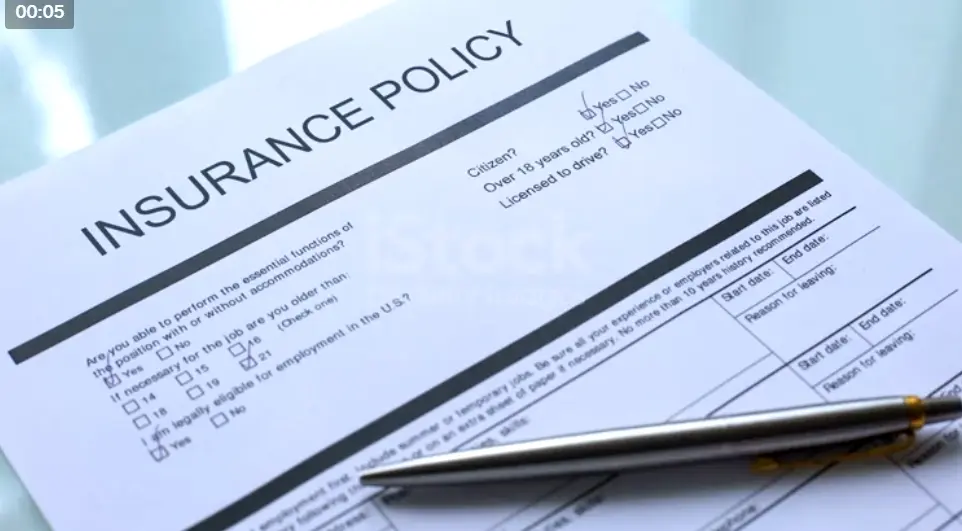 00:05
INSURANCE POLICY
Citizen? Yes No
Over 18 years old? Yes No
Licensed to drive? Yes No
Are you able to perform the essential functions of
the position with or without accommodations?
Yes No
If necessary for the job are you older than:
(Check one)
14 15 16
18 19 21
I am legally eligible for employment in the U.S.?
Yes No
employment first, include summer or temporary jobs. Be sure all your experience or employers related to this job are listed
or on an extra sheet of paper if necessary. No more than 10 years history recommended.
Start date: End date:
Reason for leaving:
skills:
Start date: End date:
Reason for leaving:
iStock